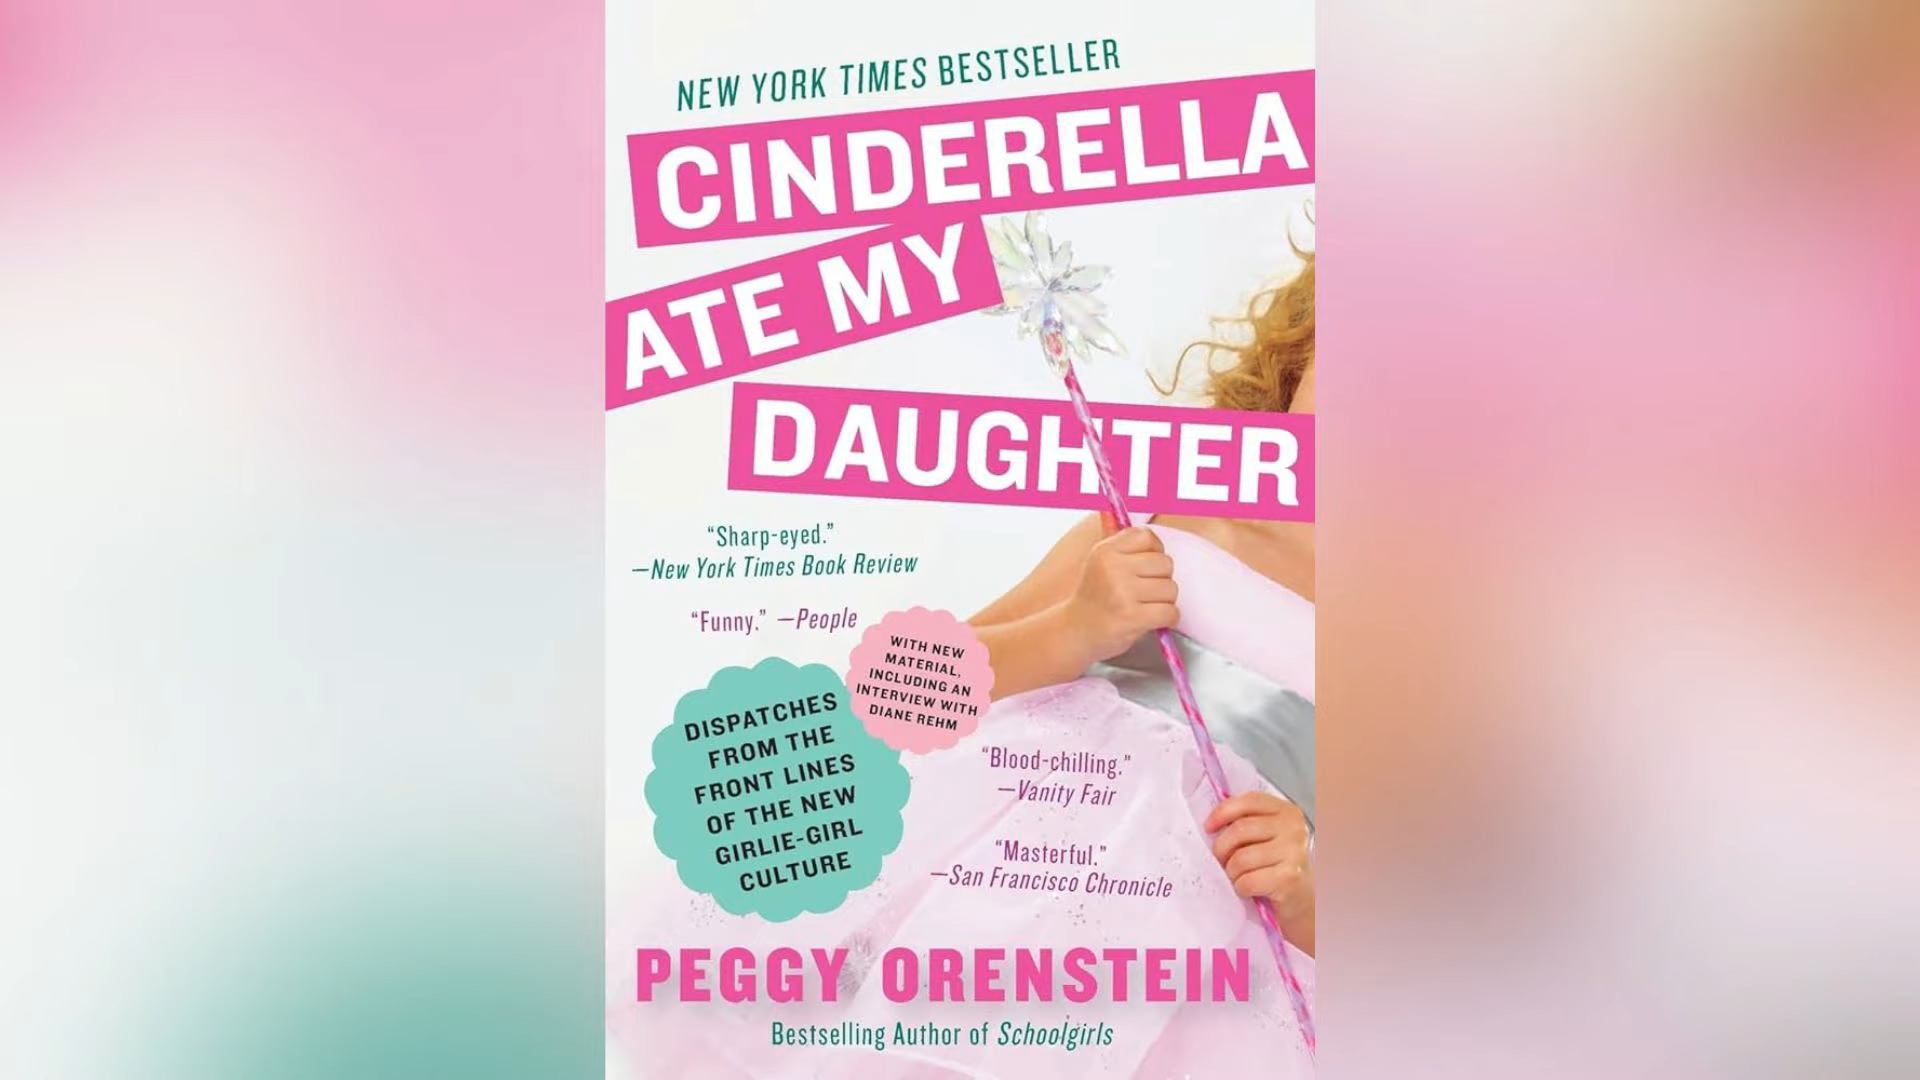 NEW YORK TIMES BESTSELLER
CINDERELLA
ATE MY
DAUGHTER
“Sharp-eyed.”
—New York Times Book Review
“Funny.” —People
WITH NEW
MATERIAL,
INCLUDING AN
INTERVIEW WITH
DIANE REHM
DISPATCHES
FROM THE
FRONT LINES
OF THE NEW
GIRLIE-GIRL
CULTURE
“Blood-chilling.”
—Vanity Fair
“Masterful.”
—San Francisco Chronicle
PEGGY ORENSTEIN
Bestselling Author of Schoolgirls